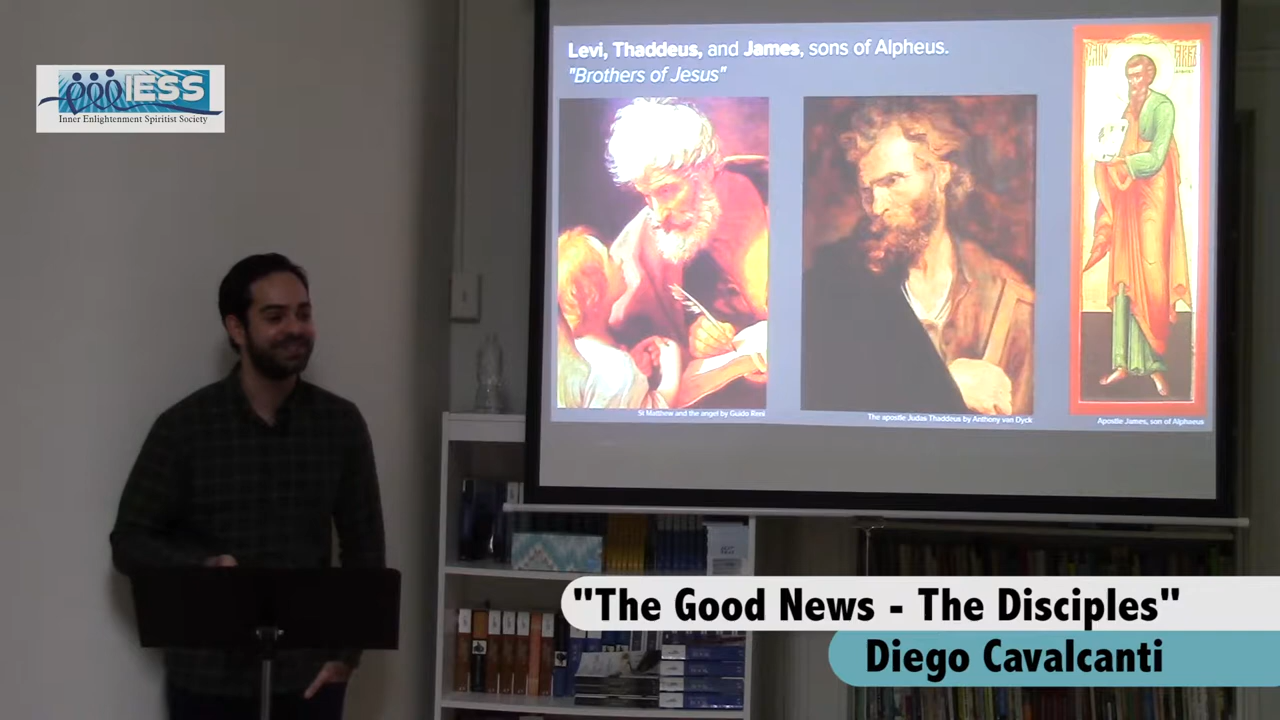 IESS
Inner Enlightenment Spiritist Society
Levi, Thaddeus, and James, sons of Alpheus.
"Brothers of Jesus"
St Matthew and the angel by Guido Reni
The apostle Judas Thaddeus by Anthony van Dyck
Apostle James, son of Alphaeus
"The Good News - The Disciples"
Diego Cavalcanti